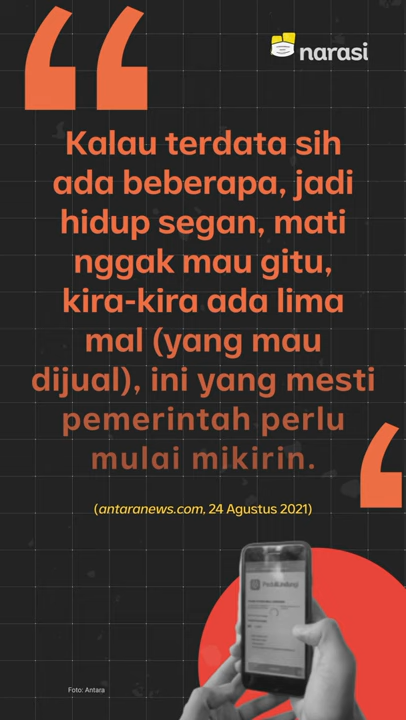 narasi
Kalau terdata sih
ada beberapa, jadi
hidup segan, mati
nggak mau gitu,
kira-kira ada lima
mal (yang mau
dijual), ini yang mesti
pemerintah perlu
mulai mikirin.
(antaranews.com, 24 Agustus 2021)
PeduliLindungi
Foto: Antara